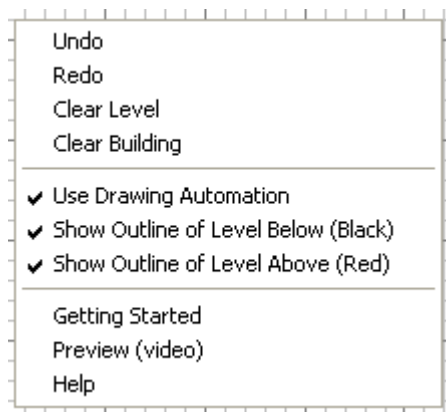 Undo
Redo
Clear Level
Clear Building
Use Drawing Automation
Show Outline of Level Below (Black)
Show Outline of Level Above (Red)
Getting Started
Preview (video)
Help